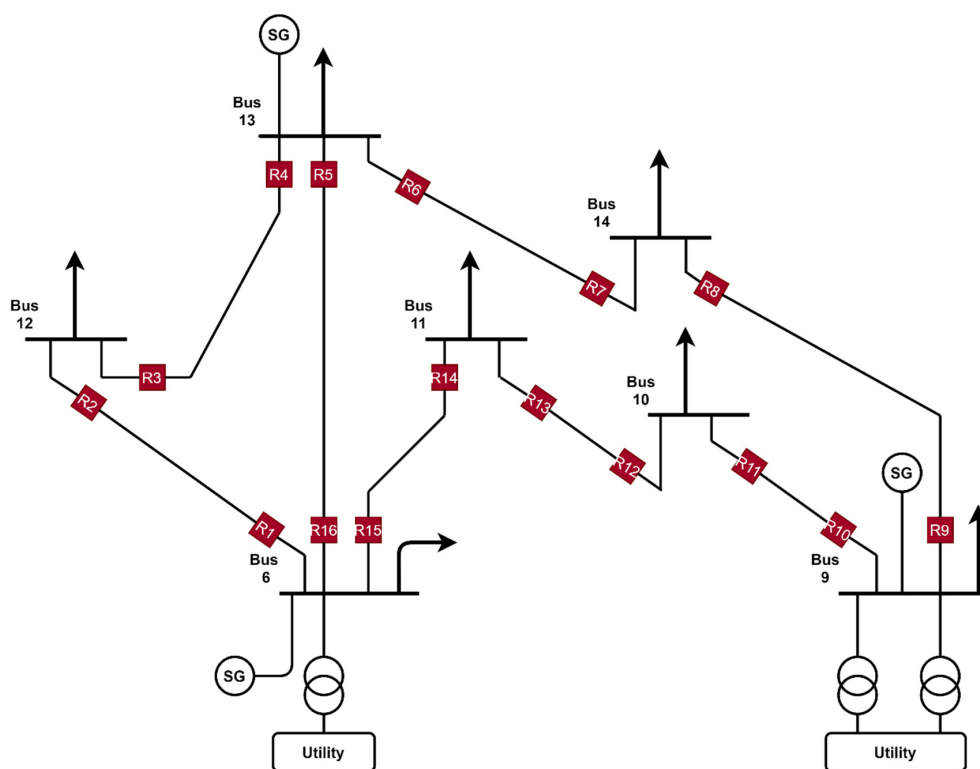 SG
Bus
13
R4
R5
R6
Bus
14
R7
R8
Bus
12
Bus
11
R3
R14
R2
R13
Bus
10
R12
R11
SG
R1
R16
R15
R10
R9
Bus
6
Bus
9
SG
Utility
Utility